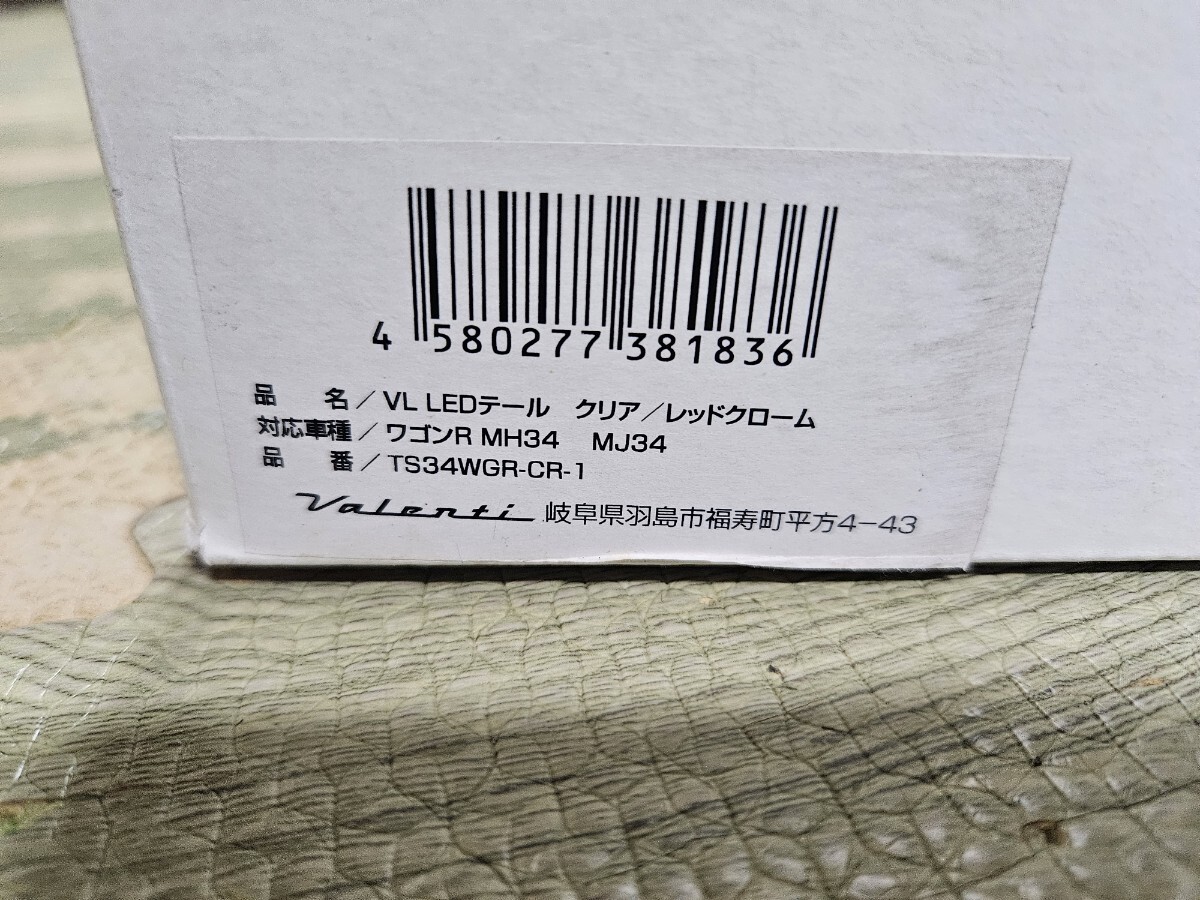 4 580277 381836
品　名／VL LEDテール　クリア／レッドクローム
対応車種／ワゴンR MH34　MJ34
品　番／TS34WGR-CR-1
Valenti 岐阜県羽島市福寿町平方4-43